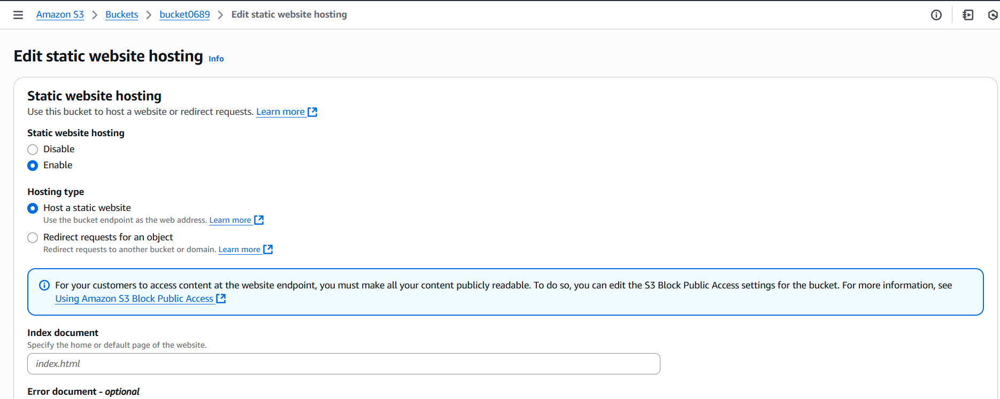 Amazon S3 > Buckets > bucket0689 > Edit static website hosting
Edit static website hosting Info
Static website hosting
Use this bucket to host a website or redirect requests. Learn more
Static website hosting
Disable
Enable
Hosting type
Host a static website
Use the bucket endpoint as the web address. Learn more
Redirect requests for an object
Redirect requests to another bucket or domain. Learn more
For your customers to access content at the website endpoint, you must make all your content publicly readable. To do so, you can edit the S3 Block Public Access settings for the bucket. For more information, see
Using Amazon S3 Block Public Access
Index document
Specify the home or default page of the website.
index.html
Error document - optional